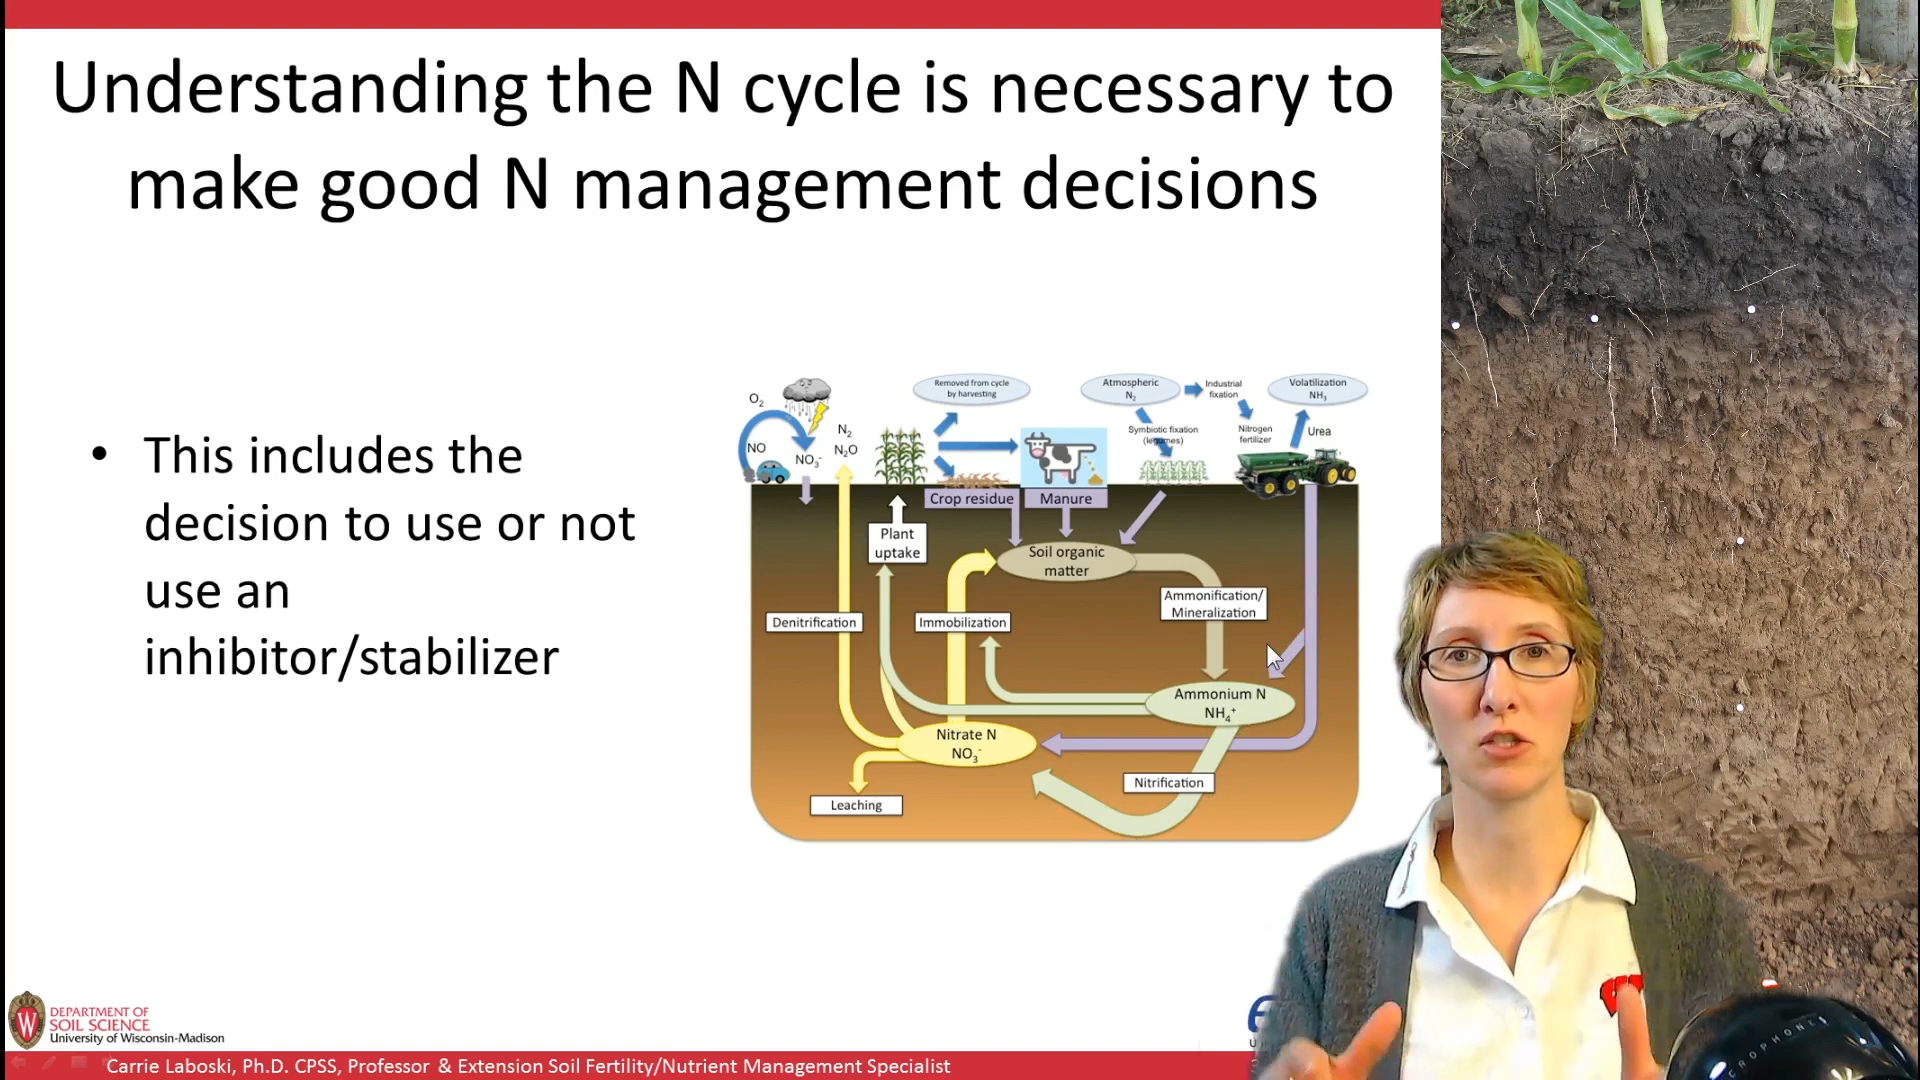 Understanding the N cycle is necessary to
make good N management decisions
• This includes the
decision to use or not
use an
inhibitor/stabilizer
O2
NO
NO3-
N2
N2O
Removed from cycle
by harvesting
Atmospheric
N2
Industrial
fixation
Volatilization
NH3
Symbiotic fixation
(legumes)
Nitrogen
fertilizer
Urea
Crop residue
Manure
Plant
uptake
Soil organic
matter
Ammonification/
Mineralization
Denitrification
Immobilization
Ammonium N
NH4+
Nitrate N
NO3-
Nitrification
Leaching
W
DEPARTMENT OF
SOIL SCIENCE
University of Wisconsin-Madison
Carrie Laboski, Ph.D. CPSS, Professor & Extension Soil Fertility/Nutrient Management Specialist
W